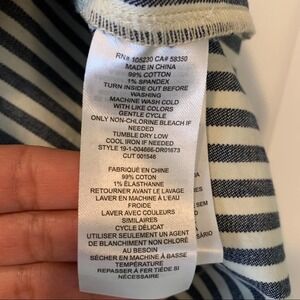 RN# 105230 CA# 58350
MADE IN CHINA
99% COTTON
1% SPANDEX
TURN INSIDE OUT BEFORE
WASHING
MACHINE WASH COLD
WITH LIKE COLORS
GENTLE CYCLE
ONLY NON-CHLORINE BLEACH IF
NEEDED
TUMBLE DRY LOW
COOL IRON IF NEEDED
STYLE 19-1-004666-DR01673
CUT 001546
FABRIQUÉ EN CHINE
99% COTON
1% ÉLASTHANNE
RETOURNER AVANT LE LAVAGE
LAVER EN MACHINE A L'EAU
FROIDE
LAVER AVEC COULEURS
SIMILAIRES
CYCLE DÉLICAT
UTILISER SEULEMENT UN AGENT
DE BLANCHIMENT NON CHLORÉ
AU BESOIN
SÉCHER EN MACHINE À BASSE
TEMPÉRATURE
REPASSER À FER TIÈDE SI
NÉCESSAIRE
SEM
SÁRIO